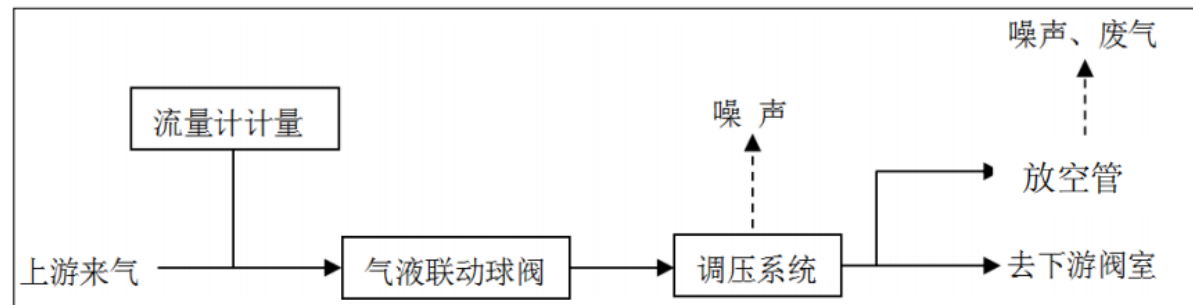 噪声、废气
流量计计量
噪 声
放空管
上游来气
气液联动球阀
调压系统
去下游阀室